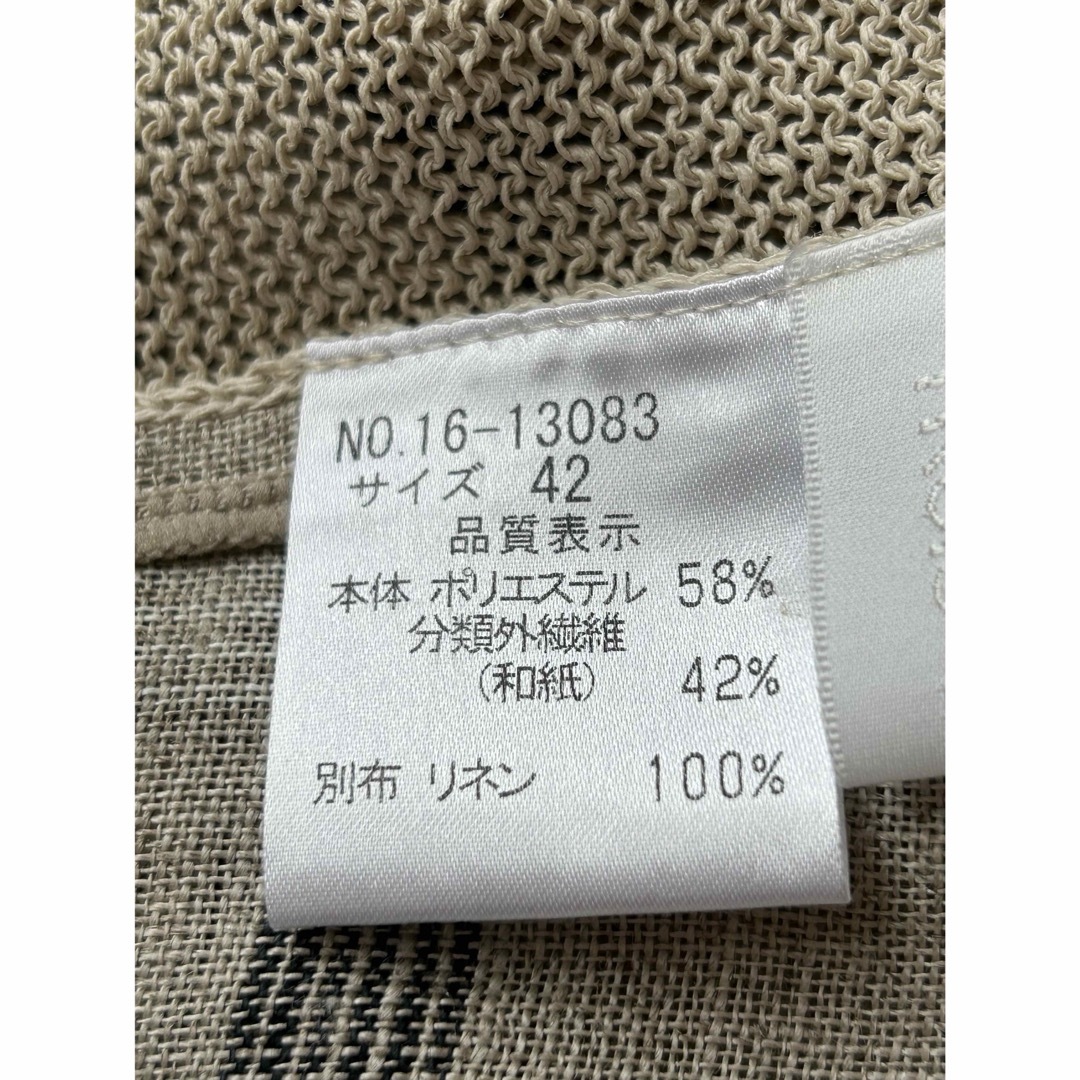 NO.16-13083
サイズ 42
品質表示
本体 ポリエステル 58%
分類外繊維
(和紙) 42%
別布 リネン 100%